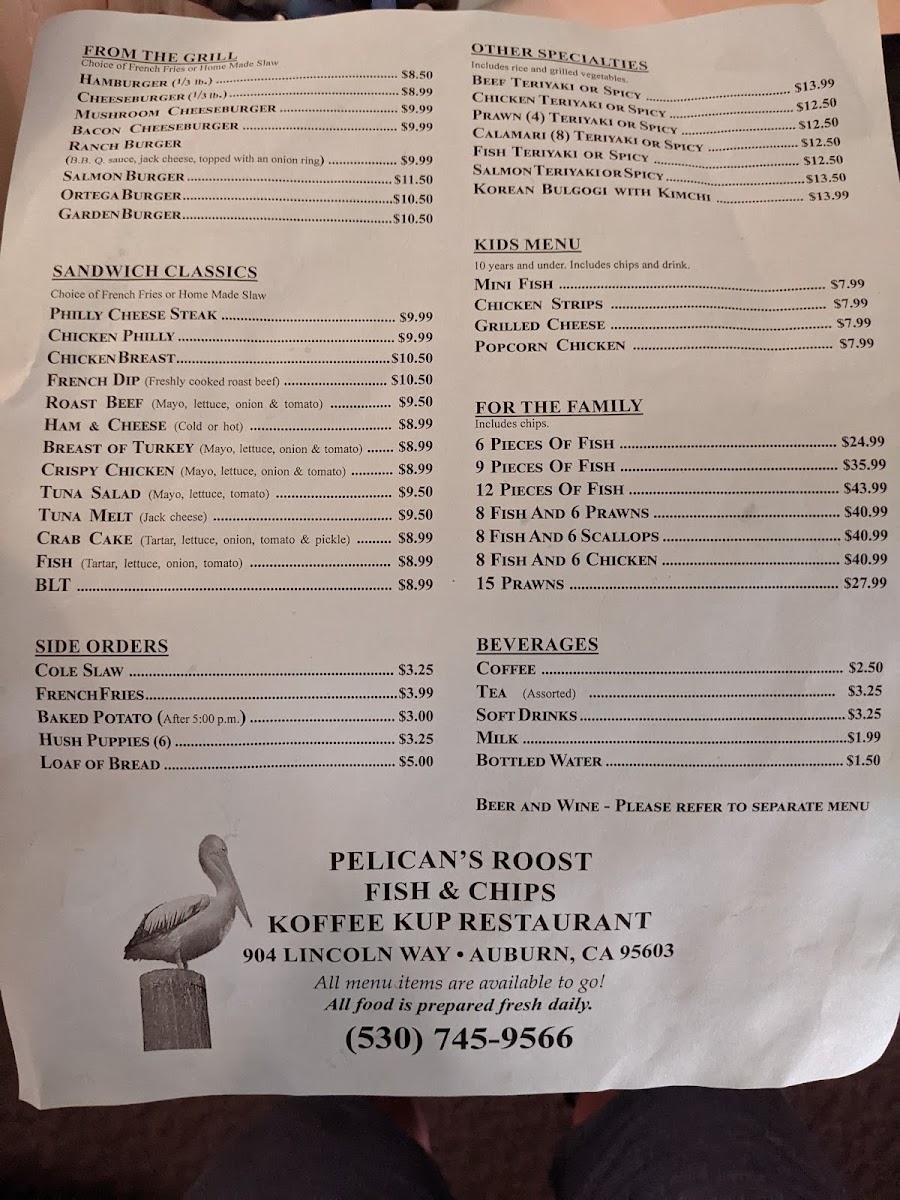 FROM THE GRILL
Choice of French Fries or Home Made Slaw
HAMBURGER (1/3 lb.) $8.50
CHEESEBURGER (1/3 lb.) $8.99
MUSHROOM CHEESEBURGER $9.99
BACON CHEESEBURGER $9.99
RANCH BURGER
(B.B. Q. sauce, jack cheese, topped with an onion ring) $9.99
SALMON BURGER $11.50
ORTEGA BURGER $10.50
GARDEN BURGER $10.50
SANDWICH CLASSICS
Choice of French Fries or Home Made Slaw
PHILLY CHEESE STEAK $9.99
CHICKEN PHILLY $9.99
CHICKEN BREAST $10.50
FRENCH DIP (Freshly cooked roast beef) $10.50
ROAST BEEF (Mayo, lettuce, onion & tomato) $9.50
HAM & CHEESE (Cold or hot) $8.99
BREAST OF TURKEY (Mayo, lettuce, onion & tomato) $8.99
CRISPY CHICKEN (Mayo, lettuce, onion & tomato) $8.99
TUNA SALAD (Mayo, lettuce, tomato) $9.50
TUNA MELT (Jack cheese) $9.50
CRAB CAKE (Tartar, lettuce, onion, tomato & pickle) $8.99
FISH (Tartar, lettuce, onion, tomato) $8.99
BLT $8.99
SIDE ORDERS
COLE SLAW $3.25
FRENCH FRIES $3.99
BAKED POTATO (After 5:00 p.m.) $3.00
HUSH PUPPIES (6) $3.25
LOAF OF BREAD $5.00
OTHER SPECIALTIES
Includes rice and grilled vegetables.
BEEF TERIYAKI OR SPICY $13.99
CHICKEN TERIYAKI OR SPICY $12.50
PRAWN (4) TERIYAKI OR SPICY $12.50
CALAMARI (8) TERIYAKI OR SPICY $12.50
FISH TERIYAKI OR SPICY $12.50
SALMON TERIYAKI OR SPICY $13.50
KOREAN BULGOGI WITH KIMCHI $13.99
KIDS MENU
10 years and under. Includes chips and drink.
MINI FISH $7.99
CHICKEN STRIPS $7.99
GRILLED CHEESE $7.99
POPCORN CHICKEN $7.99
FOR THE FAMILY
Includes chips.
6 PIECES OF FISH $24.99
9 PIECES OF FISH $35.99
12 PIECES OF FISH $43.99
8 FISH AND 6 PRAWNS $40.99
8 FISH AND 6 SCALLOPS $40.99
8 FISH AND 6 CHICKEN $40.99
15 PRAWNS $27.99
BEVERAGES
COFFEE $2.50
TEA (Assorted) $3.25
SOFT DRINKS $3.25
MILK $1.99
BOTTLED WATER $1.50
BEER AND WINE - PLEASE REFER TO SEPARATE MENU
PELICAN'S ROOST
FISH & CHIPS
KOFFEE KUP RESTAURANT
904 LINCOLN WAY • AUBURN, CA 95603
All menu items are available to go!
All food is prepared fresh daily.
(530) 745-9566